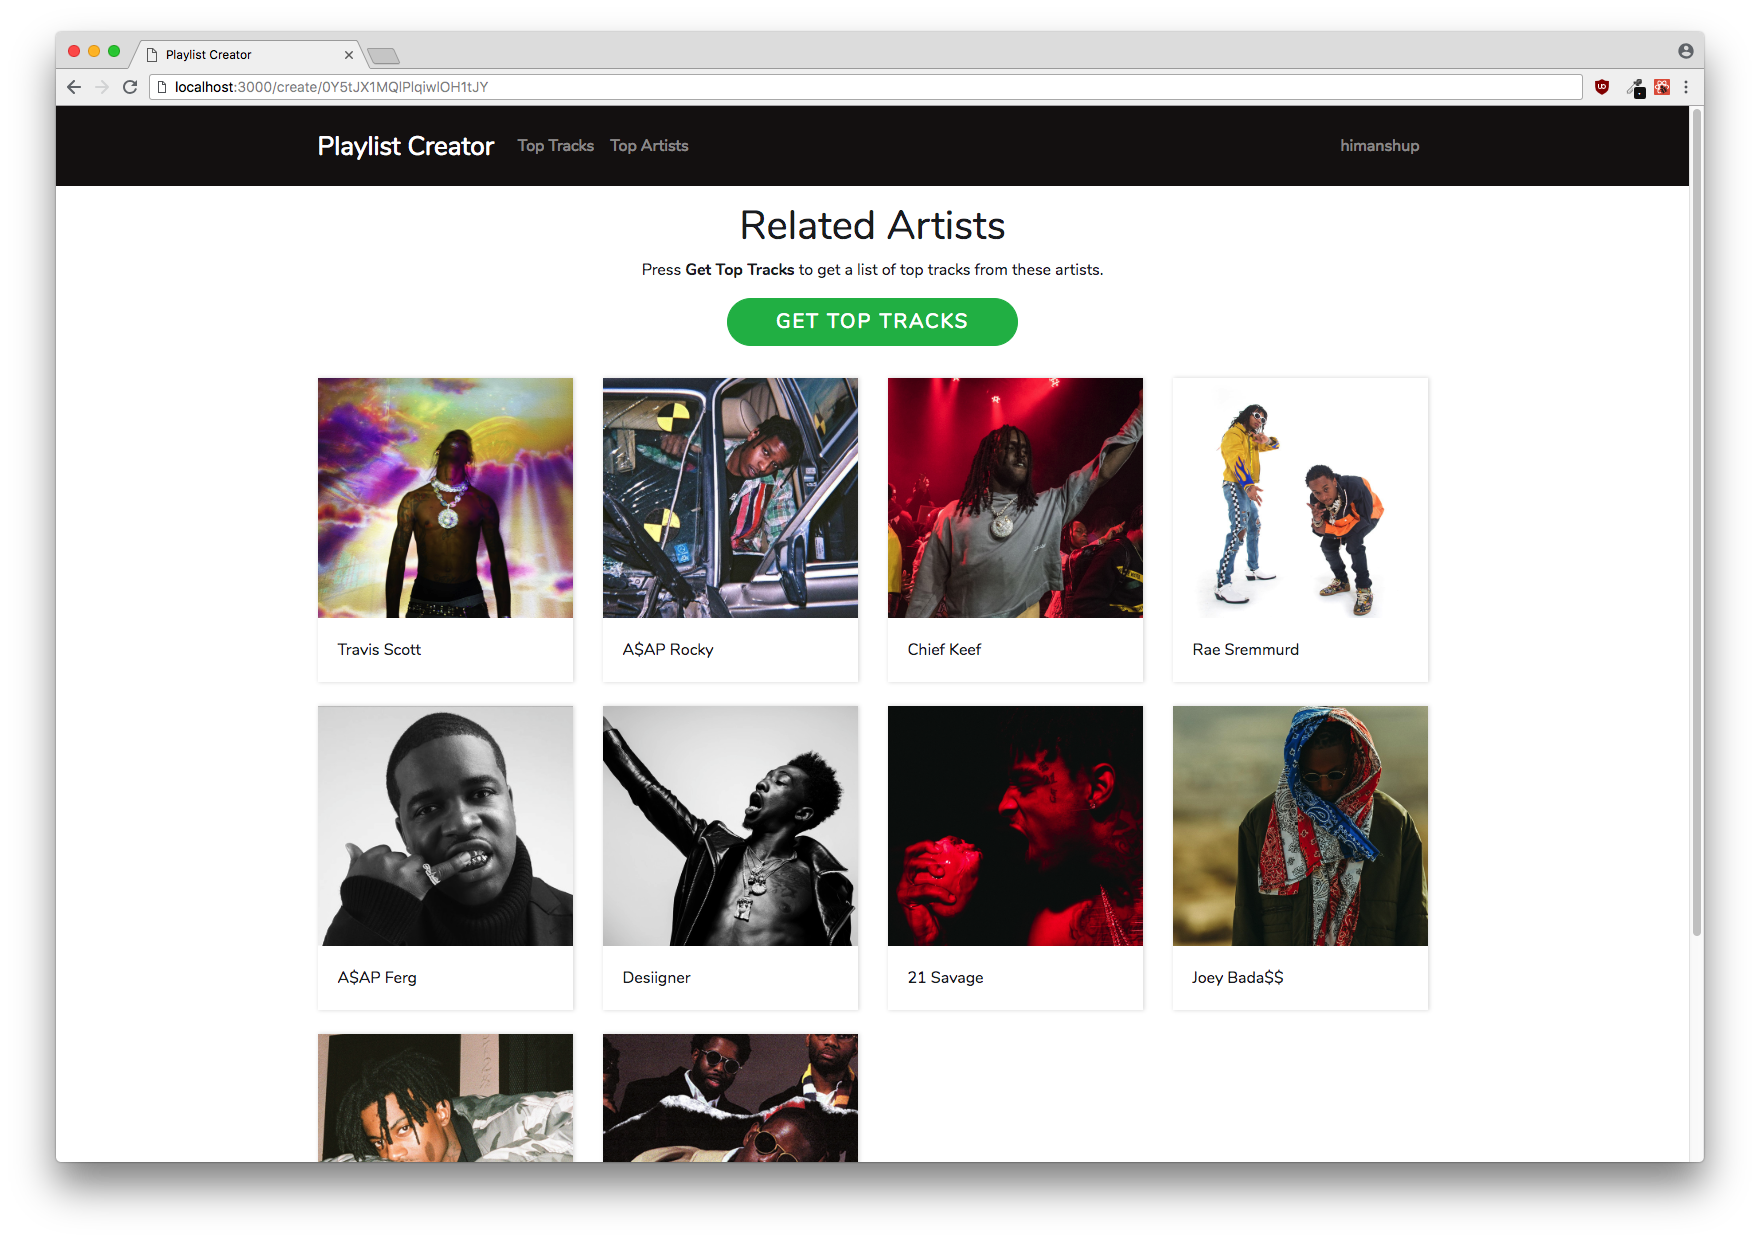 Playlist Creator
localhost:3000/create/0Y5tJX1MQlPlqiwlOH1tJY
Playlist Creator Top Tracks Top Artists himanshup
Related Artists
Press Get Top Tracks to get a list of top tracks from these artists.
GET TOP TRACKS
Travis Scott
A$AP Rocky
Chief Keef
Rae Sremmurd
A$AP Ferg
Desiigner
21 Savage
Joey Bada$$